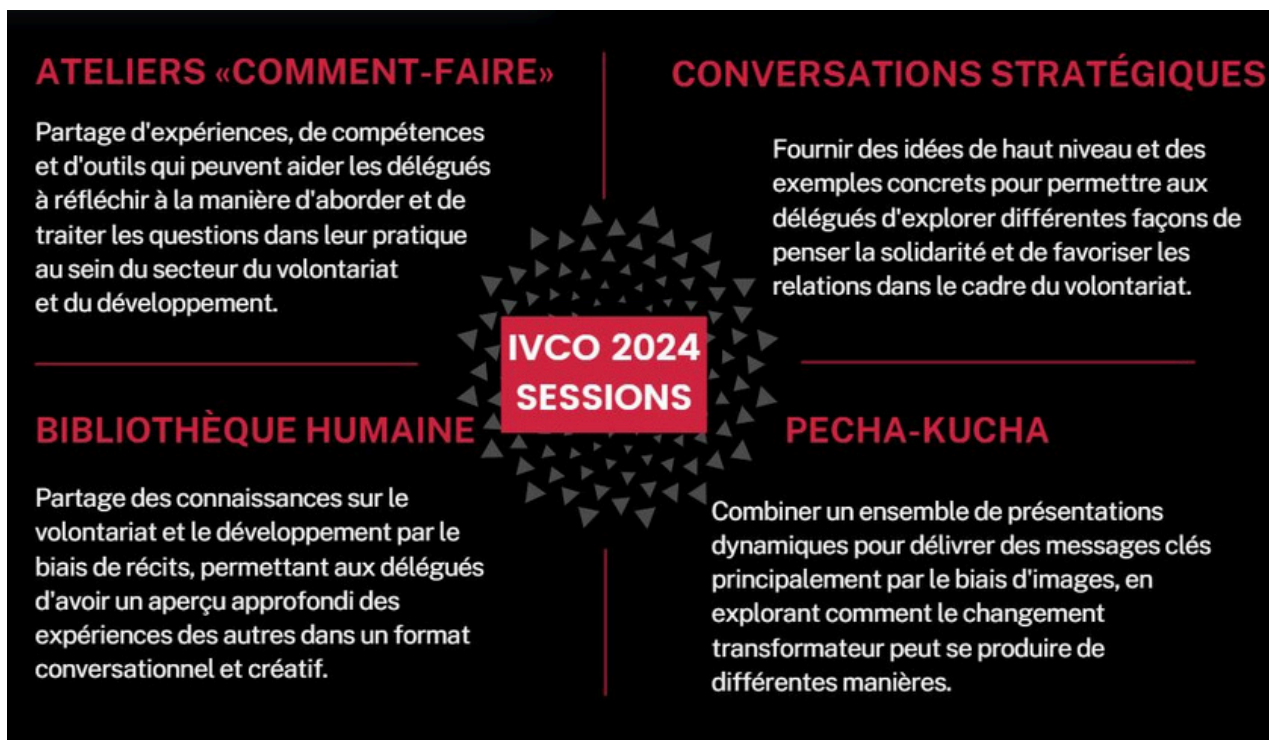 ATELIERS «COMMENT-FAIRE»
Partage d'expériences, de compétences
et d'outils qui peuvent aider les délégués
à réfléchir à la manière d'aborder et de
traiter les questions dans leur pratique
au sein du secteur du volontariat
et du développement.
CONVERSATIONS STRATÉGIQUES
Fournir des idées de haut niveau et des
exemples concrets pour permettre aux
délégués d'explorer différentes façons de
penser la solidarité et de favoriser les
relations dans le cadre du volontariat.
IVCO 2024
SESSIONS
BIBLIOTHÈQUE HUMAINE
Partage des connaissances sur le
volontariat et le développement par le
biais de récits, permettant aux délégués
d'avoir un aperçu approfondi des
expériences des autres dans un format
conversationnel et créatif.
PECHA-KUCHA
Combiner un ensemble de présentations
dynamiques pour délivrer des messages clés
principalement par le biais d'images, en
explorant comment le changement
transformateur peut se produire de
différentes manières.